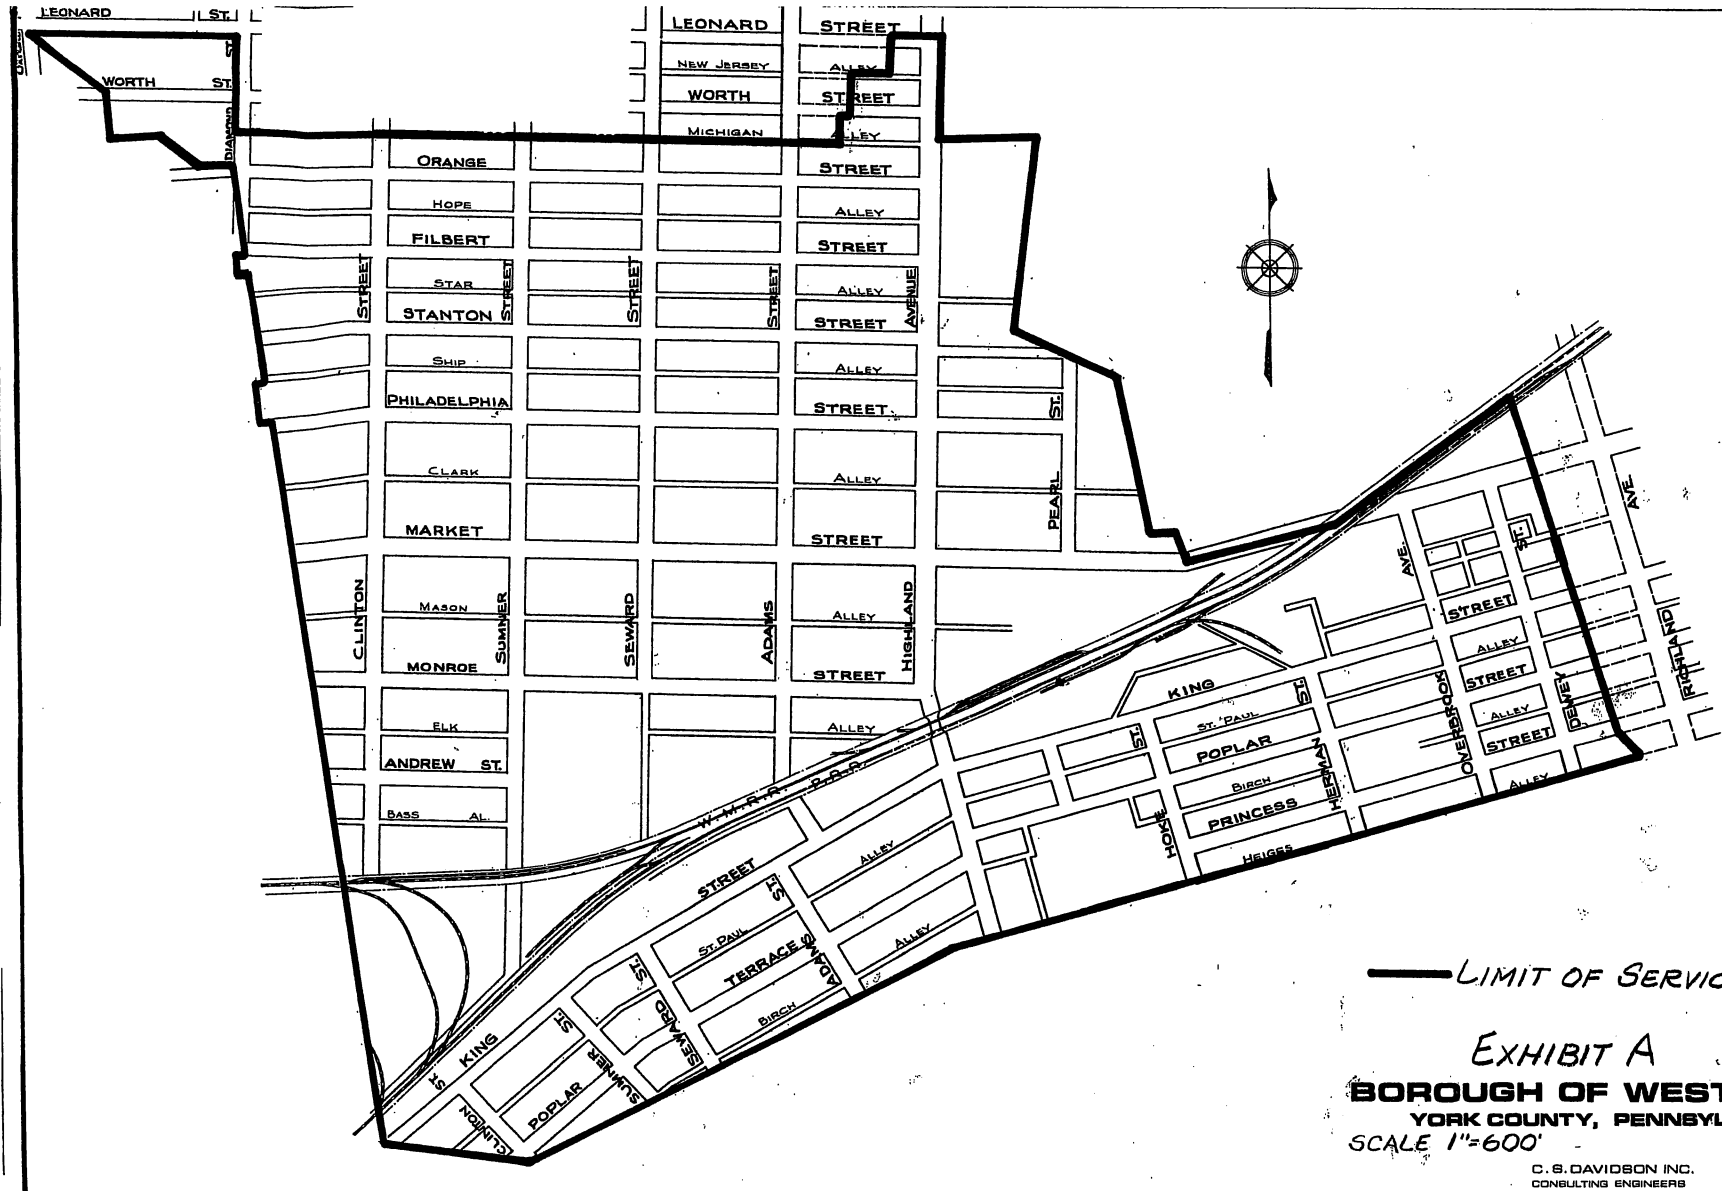 LEONARD ST.
LEONARD STREET
NEW JERSEY ALLEY
WORTH ST.
WORTH STREET
DIAMOND ST.
MICHIGAN ALLEY
ORANGE STREET
HOPE ALLEY
FILBERT STREET
STREET STREET STREET STREET AVENUE
STAR ALLEY
STANTON STREET
SHIP ALLEY
PHILADELPHIA STREET
PEARL ST.
CLARK ALLEY
MARKET STREET
AVE.
ST.
AVE.
CLINTON SUMNER SEWARD ADAMS HIGHLAND
MASON ALLEY
STREET
MONROE STREET
ALLEY
RICHLAND
KING STREET
ELK ALLEY
ST. PAUL ALLEY
DEWEY
OVERBROOK
ANDREW ST.
POPLAR STREET
ST.
ST.
HERMAN
W.M.R.R. P.R.R.
BIRCH ALLEY
BASS AL.
PRINCESS
HOKE
HEIGES
STREET
ALLEY
ST.
ST. PAUL
ALLEY
TERRACE
ADAMS
ST.
BIRCH
SEWARD
SEWARD
ST.
KING
ST.
SUMNER
SUMNER
POPLAR
CLINTON
CLINTON
LIMIT OF SERVIC
EXHIBIT A
BOROUGH OF WEST
YORK COUNTY, PENNSYL
SCALE 1"=600'
C.S. DAVIDSON INC.
CONSULTING ENGINEERS